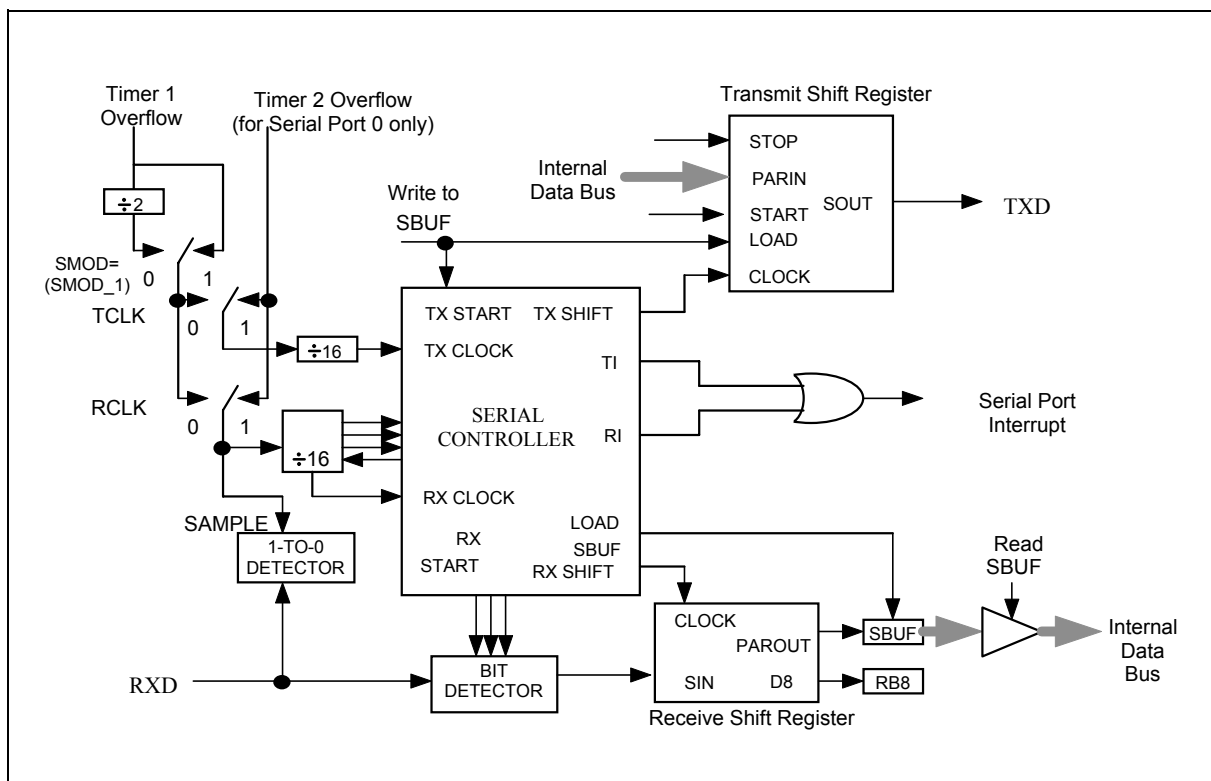 Timer 1
Overflow
Timer 2 Overflow
(for Serial Port 0 only)
÷2
SMOD=
(SMOD_1)
0
1
TCLK
0
1
÷16
RCLK
0
1
÷16
SAMPLE
1-TO-0
DETECTOR
RXD
Write to
SBUF
TX START
TX SHIFT
TX CLOCK
TI
SERIAL
CONTROLLER
RI
RX CLOCK
LOAD
SBUF
RX
START
RX SHIFT
BIT
DETECTOR
Transmit Shift Register
Internal
Data Bus
STOP
PARIN
START
SOUT
LOAD
CLOCK
TXD
Serial Port
Interrupt
CLOCK
PAROUT
SIN
D8
Receive Shift Register
SBUF
RB8
Read
SBUF
Internal
Data
Bus